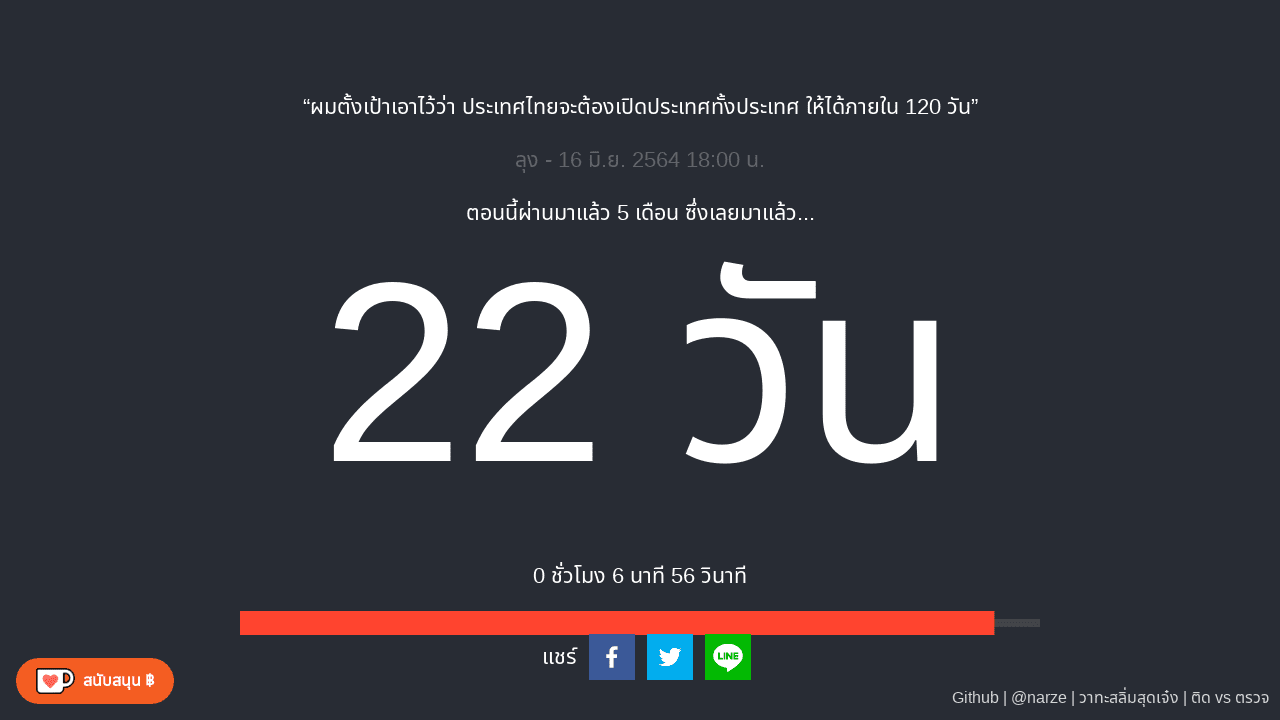 “ผมตั้งเป้าเอาไว้ว่า ประเทศไทยจะต้องเปิดประเทศทั้งประเทศ ให้ได้ภายใน 120 วัน”
ลุง - 16 มิ.ย. 2564 18:00 น.
ตอนนี้ผ่านมาแล้ว 5 เดือน ซึ่งเลยมาแล้ว...
22 วัน
0 ชั่วโมง 6 นาที 56 วินาที
แชร์
LINE
สนับสนุน ฿
Github | @narze | วาทะสลิ่มสุดเจ๋ง | ติด vs ตรวจ